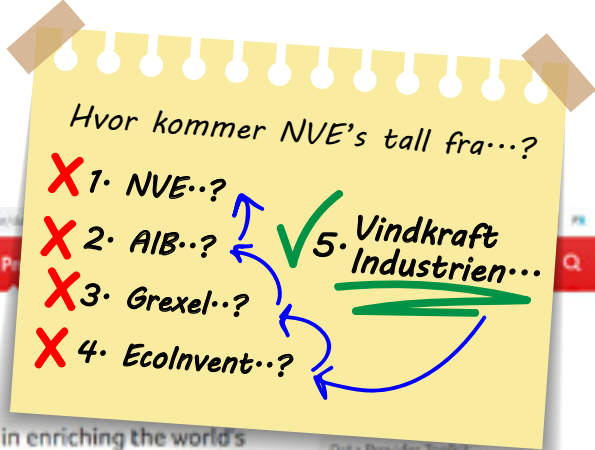 Hvor kommer NVE's tall fra...?
1. NVE..?
2. AIB..?
3. Grexel..?
4. EcoInvent..?
5. Vindkraft
Industrien...
in enriching the world's